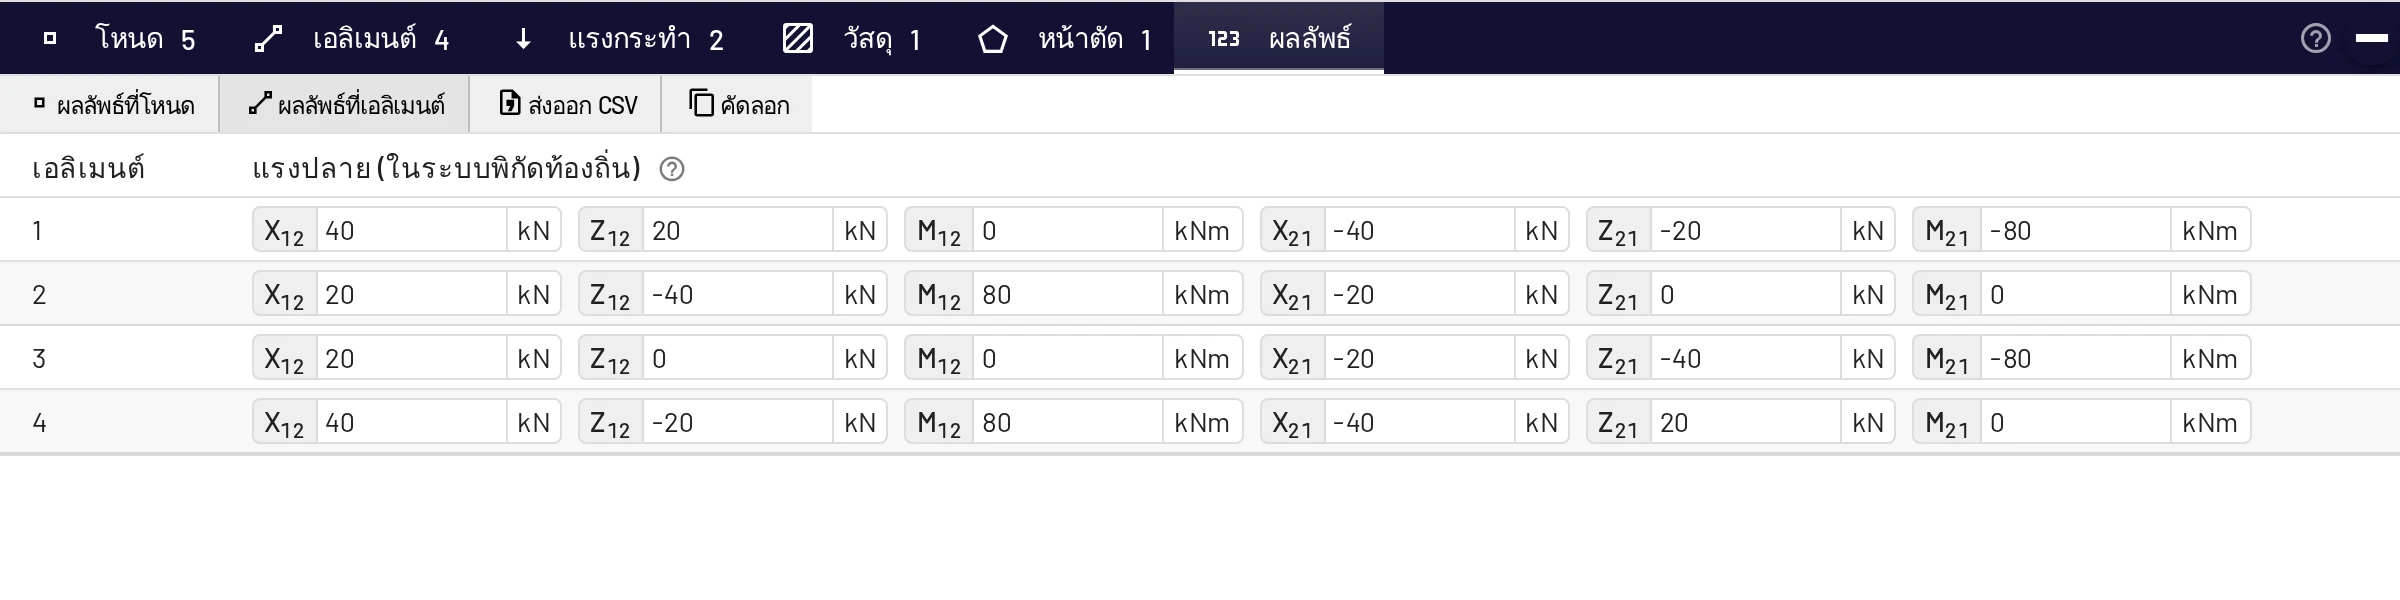 โหนด 5 เอลิเมนต์ 4 แรงกระทำ 2 วัสดุ 1 หน้าตัด 1 123 ผลลัพธ์
ผลลัพธ์ที่โหนด ผลลัพธ์ที่เอลิเมนต์ ส่งออก CSV คัดลอก
เอลิเมนต์ แรงปลาย (ในระบบพิกัดท้องถิ่น) ?
1 X12 40 kN Z12 20 kN M12 0 kNm X21 -40 kN Z21 -20 kN M21 -80 kNm
2 X12 20 kN Z12 -40 kN M12 80 kNm X21 -20 kN Z21 0 kN M21 0 kNm
3 X12 20 kN Z12 0 kN M12 0 kNm X21 -20 kN Z21 -40 kN M21 -80 kNm
4 X12 40 kN Z12 -20 kN M12 80 kNm X21 -40 kN Z21 20 kN M21 0 kNm